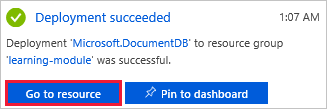 Deployment succeeded 1:07 AM
Deployment 'Microsoft.DocumentDB' to resource group
'learning-module' was successful.
Go to resource Pin to dashboard